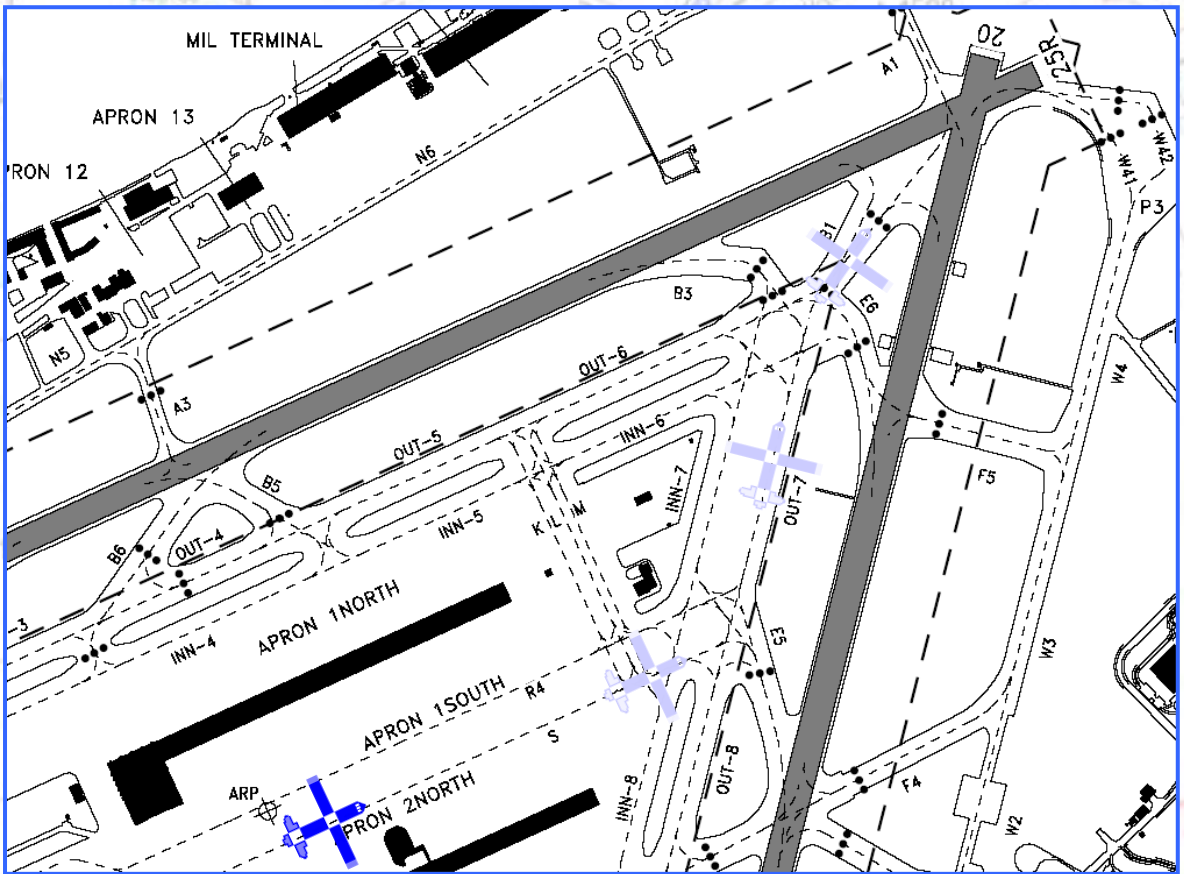 20
25R
MIL TERMINAL
A1
APRON 13
N6
W42
W41
PRON 12
P3
B1
B3
E6
N5
OUT-6
W4
A3
OUT-5
INN-6
B5
INN-7
F5
OUT-7
K
L
M
INN-5
OUT-4
B6
-3
APRON 1NORTH
E5
INN-4
W3
R4
APRON 1SOUTH
S
OUT-8
F4
ARP
PRON 2NORTH
INN-8
W2